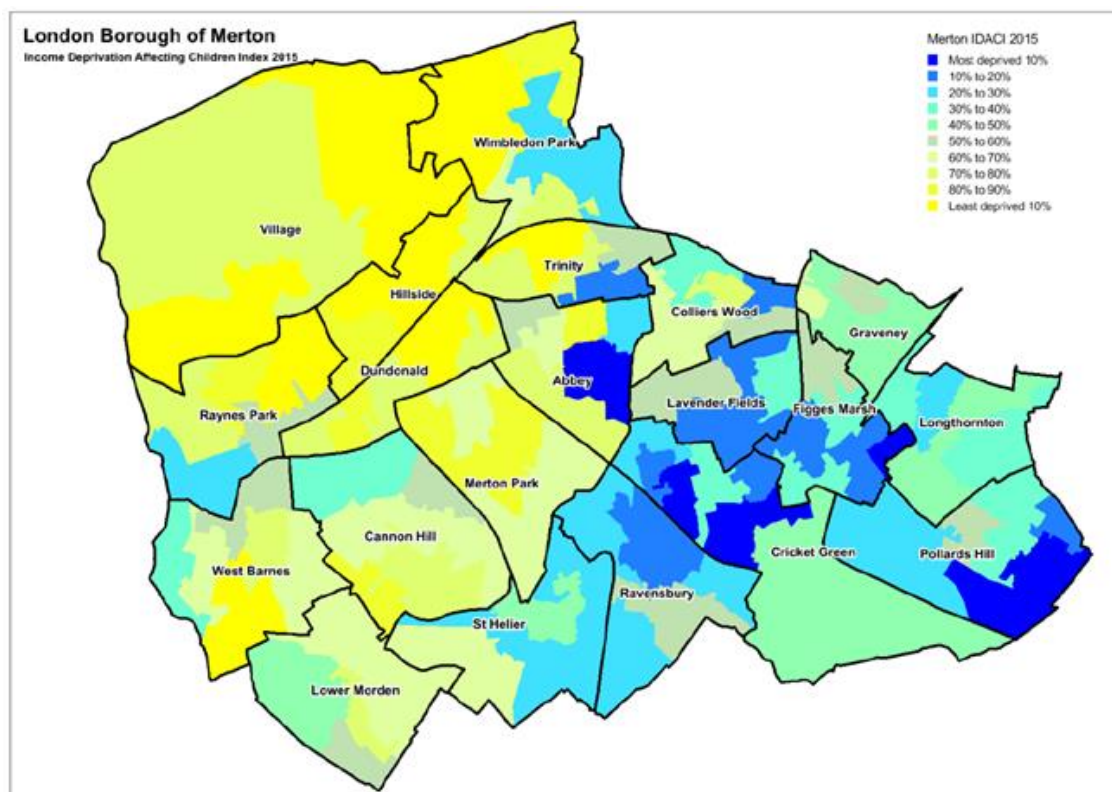 London Borough of Merton
Income Deprivation Affecting Children Index 2015
Merton IDACI 2015
Most deprived 10%
10% to 20%
20% to 30%
30% to 40%
40% to 50%
50% to 60%
60% to 70%
70% to 80%
80% to 90%
Least deprived 10%
Wimbledon Park
Village
Trinity
Hillside
Colliers Wood
Graveney
Dundonald
Abbey
Raynes Park
Lavender Fields
Figges Marsh
Longthornton
Merton Park
Cannon Hill
Cricket Green
Pollards Hill
West Barnes
Ravensbury
St Helier
Lower Morden